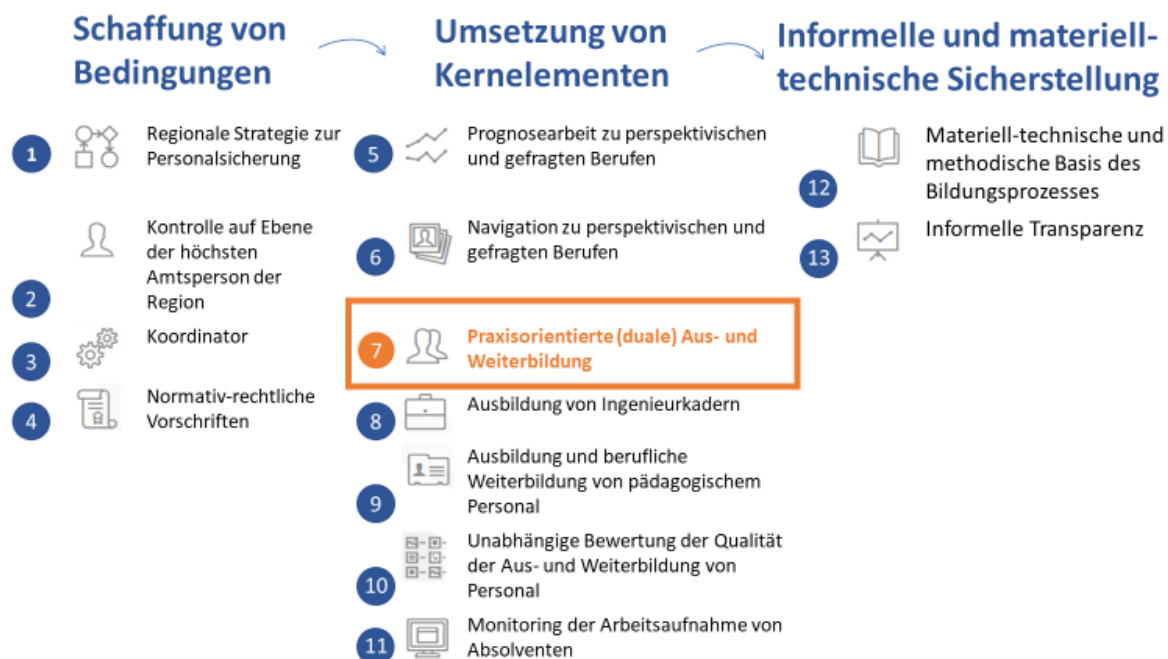 Schaffung von
Bedingungen
1
Regionale Strategie zur
Personalsicherung
2
Kontrolle auf Ebene
der höchsten
Amtsperson der
Region
3
Koordinator
4
Normativ-rechtliche
Vorschriften
Umsetzung von
Kernelementen
5
Prognosearbeit zu perspektivischen
und gefragten Berufen
6
Navigation zu perspektivischen und
gefragten Berufen
7
Praxisorientierte (duale) Aus- und
Weiterbildung
8
Ausbildung von Ingenieurkadern
9
Ausbildung und berufliche
Weiterbildung von pädagogischem
Personal
10
Unabhängige Bewertung der Qualität
der Aus- und Weiterbildung von
Personal
11
Monitoring der Arbeitsaufnahme von
Absolventen
Informelle und materiell-
technische Sicherstellung
12
Materiell-technische und
methodische Basis des
Bildungsprozesses
13
Informelle Transparenz